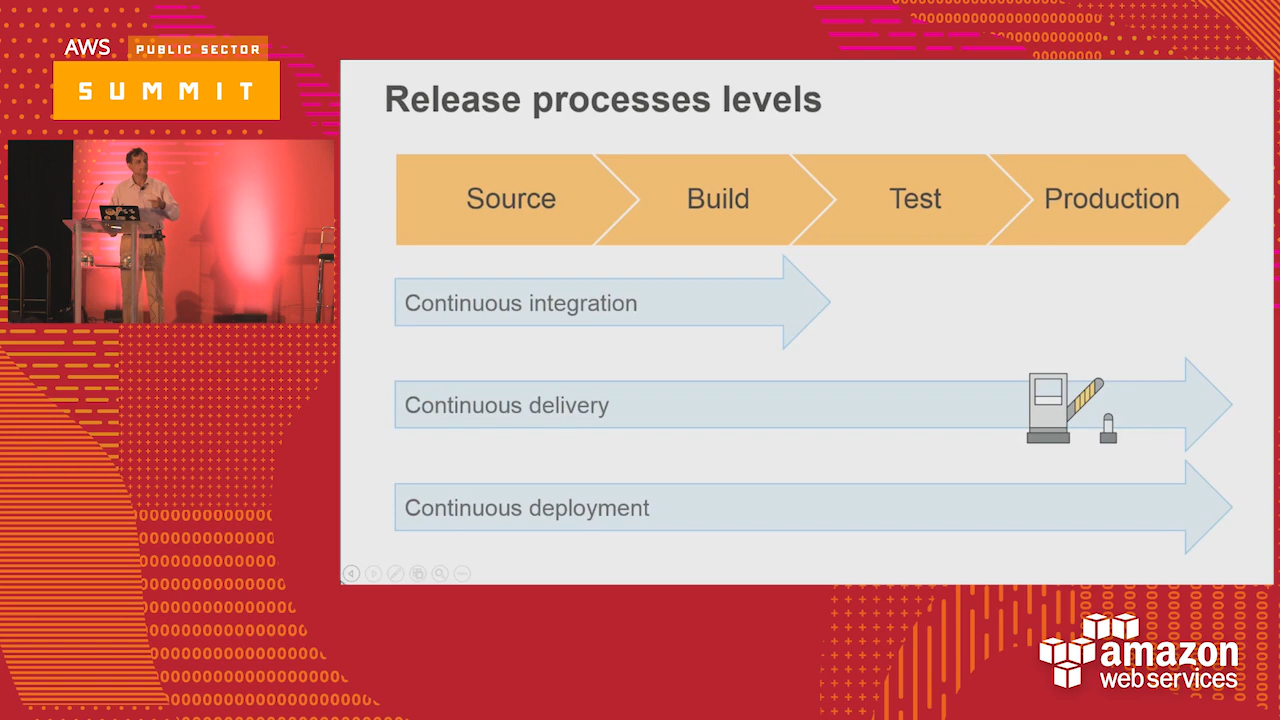 AWS PUBLIC SECTOR
SUMMIT
Release processes levels
Source Build Test Production
Continuous integration
Continuous delivery
Continuous deployment
amazon
web services